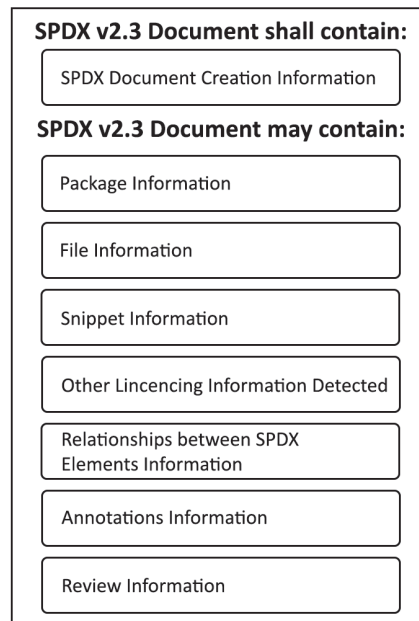 SPDX v2.3 Document shall contain:
SPDX Document Creation Information
SPDX v2.3 Document may contain:
Package Information
File Information
Snippet Information
Other Lincencing Information Detected
Relationships between SPDX
Elements Information
Annotations Information
Review Information